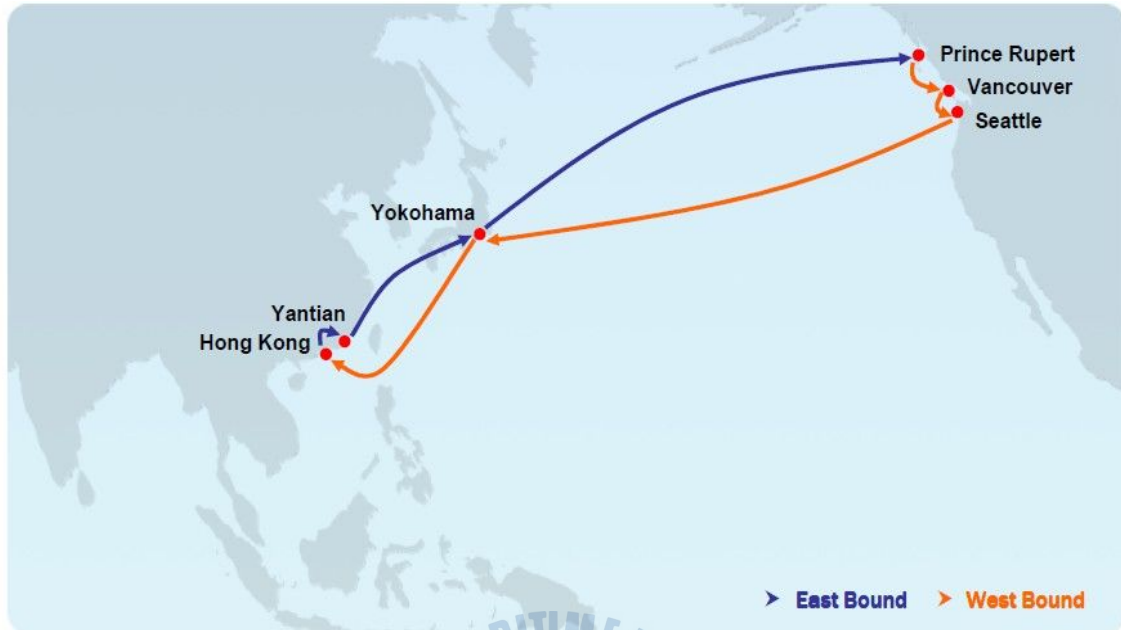 Prince Rupert
Vancouver
Seattle
Yokohama
Yantian
Hong Kong
East Bound
West Bound